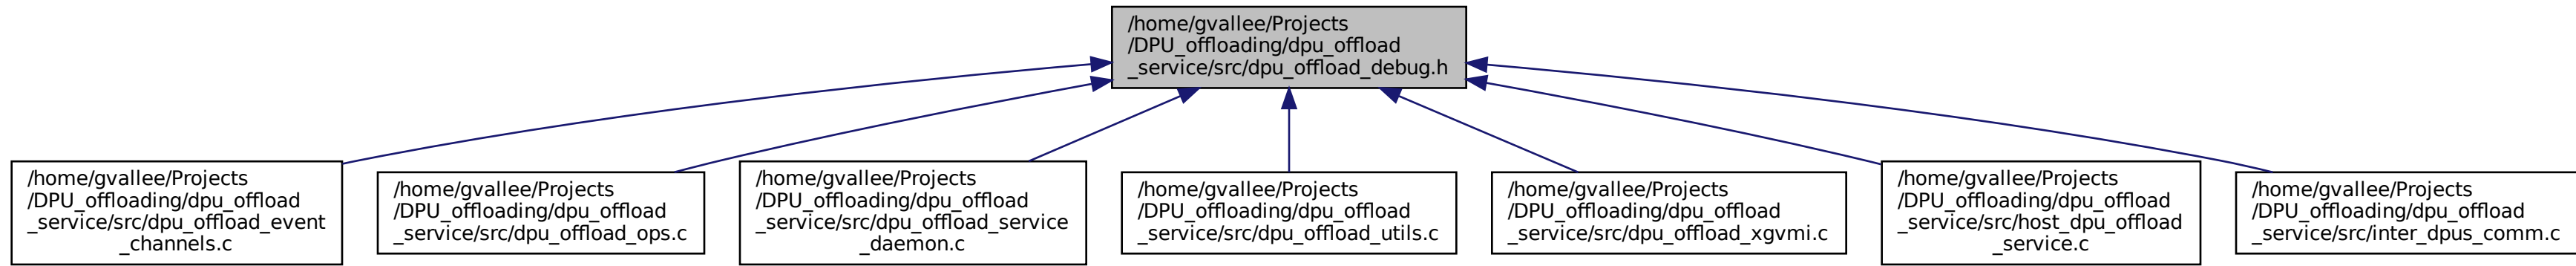 /home/gvallee/Projects
/DPU_offloading/dpu_offload
_service/src/dpu_offload_debug.h
/home/gvallee/Projects
/DPU_offloading/dpu_offload
_service/src/dpu_offload_event
_channels.c
/home/gvallee/Projects
/DPU_offloading/dpu_offload
_service/src/dpu_offload_ops.c
/home/gvallee/Projects
/DPU_offloading/dpu_offload
_service/src/dpu_offload_service
_daemon.c
/home/gvallee/Projects
/DPU_offloading/dpu_offload
_service/src/dpu_offload_utils.c
/home/gvallee/Projects
/DPU_offloading/dpu_offload
_service/src/dpu_offload_xgvmi.c
/home/gvallee/Projects
/DPU_offloading/dpu_offload
_service/src/host_dpu_offload
_service.c
/home/gvallee/Projects
/DPU_offloading/dpu_offload
_service/src/inter_dpus_comm.c